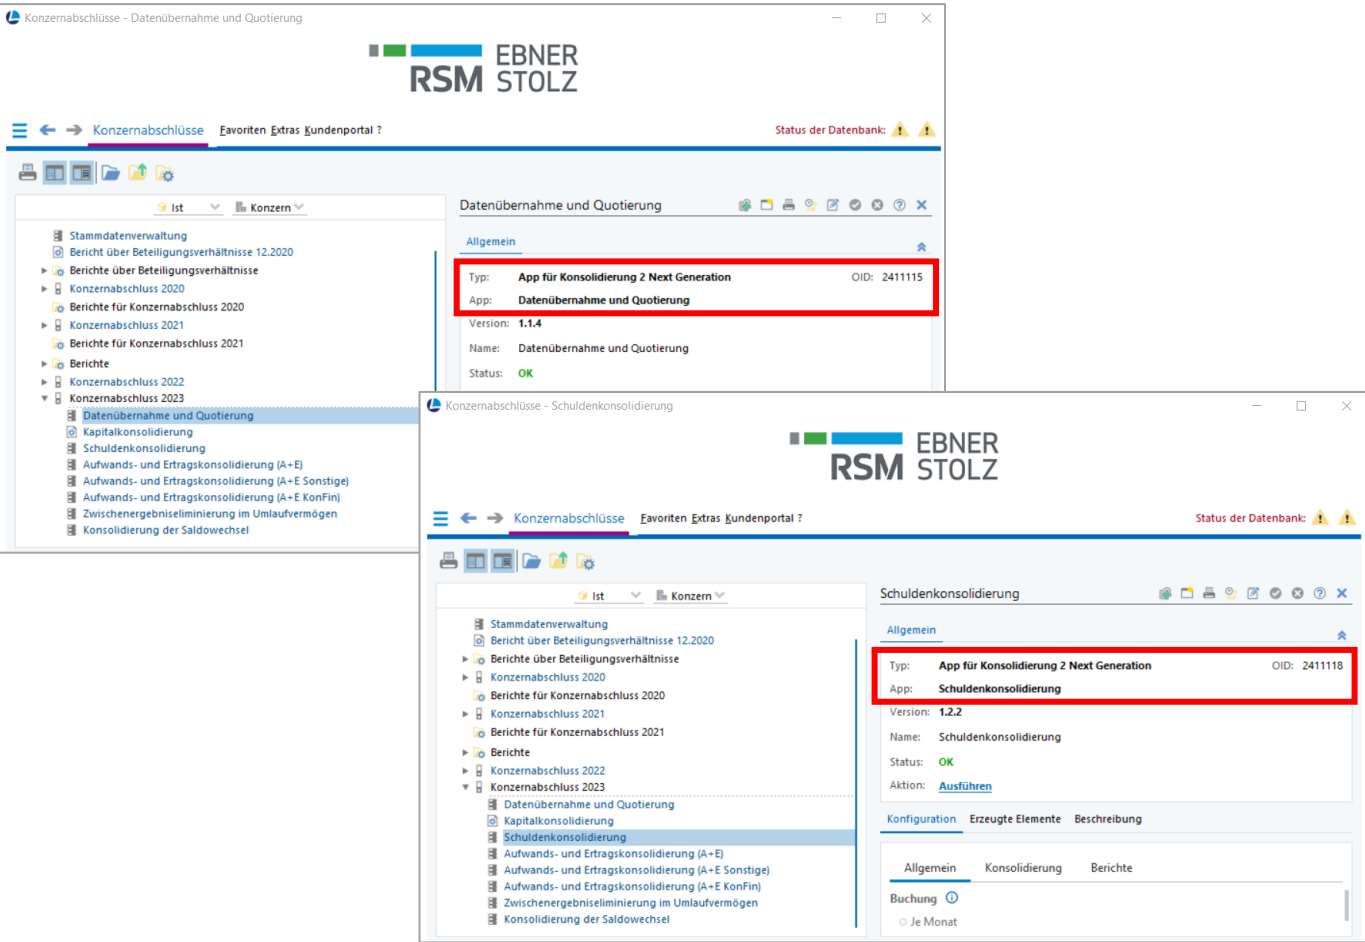 Konzernabschlüsse - Datenübernahme und Quotierung
EBNER
RSM STOLZ
Konzernabschlüsse Favoriten Extras Kundenportal ?
Status der Datenbank:
Ist Konzern
Stammdatenverwaltung
Bericht über Beteiligungsverhältnisse 12.2020
Berichte über Beteiligungsverhältnisse
Konzernabschluss 2020
Berichte für Konzernabschluss 2020
Konzernabschluss 2021
Berichte für Konzernabschluss 2021
Berichte
Konzernabschluss 2022
Konzernabschluss 2023
Datenübernahme und Quotierung
Kapitalkonsolidierung
Schuldenkonsolidierung
Aufwands- und Ertragskonsolidierung (A+E)
Aufwands- und Ertragskonsolidierung (A+E Sonstige)
Aufwands- und Ertragskonsolidierung (A+E KonFin)
Zwischenergebniseliminierung im Umlaufvermögen
Konsolidierung der Saldowechsel
Datenübernahme und Quotierung
Allgemein
Typ: App für Konsolidierung 2 Next Generation OID: 2411115
App: Datenübernahme und Quotierung
Version: 1.1.4
Name: Datenübernahme und Quotierung
Status: OK
Konzernabschlüsse - Schuldenkonsolidierung
EBNER
RSM STOLZ
Konzernabschlüsse Favoriten Extras Kundenportal ?
Status der Datenbank:
Ist Konzern
Stammdatenverwaltung
Bericht über Beteiligungsverhältnisse 12.2020
Berichte über Beteiligungsverhältnisse
Konzernabschluss 2020
Berichte für Konzernabschluss 2020
Konzernabschluss 2021
Berichte für Konzernabschluss 2021
Berichte
Konzernabschluss 2022
Konzernabschluss 2023
Datenübernahme und Quotierung
Kapitalkonsolidierung
Schuldenkonsolidierung
Aufwands- und Ertragskonsolidierung (A+E)
Aufwands- und Ertragskonsolidierung (A+E Sonstige)
Aufwands- und Ertragskonsolidierung (A+E KonFin)
Zwischenergebniseliminierung im Umlaufvermögen
Konsolidierung der Saldowechsel
Schuldenkonsolidierung
Allgemein
Typ: App für Konsolidierung 2 Next Generation OID: 2411118
App: Schuldenkonsolidierung
Version: 1.2.2
Name: Schuldenkonsolidierung
Status: OK
Aktion: Ausführen
Konfiguration Erzeugte Elemente Beschreibung
Allgemein Konsolidierung Berichte
Buchung
Je Monat